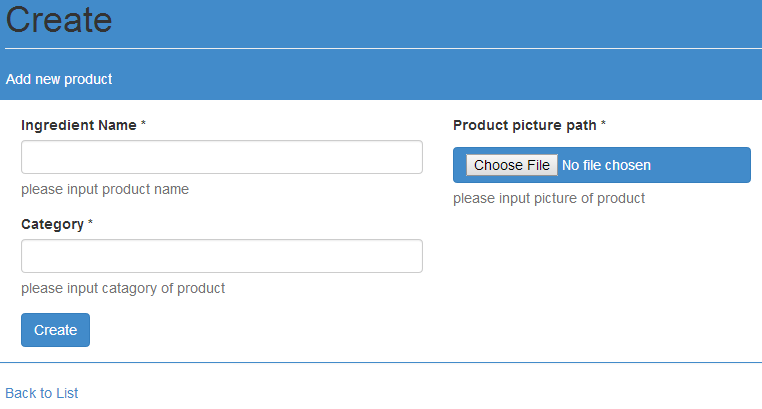 Create
Add new product
Ingredient Name *
please input product name
Category *
please input catagory of product
Create
Product picture path *
Choose File No file chosen
please input picture of product
Back to List